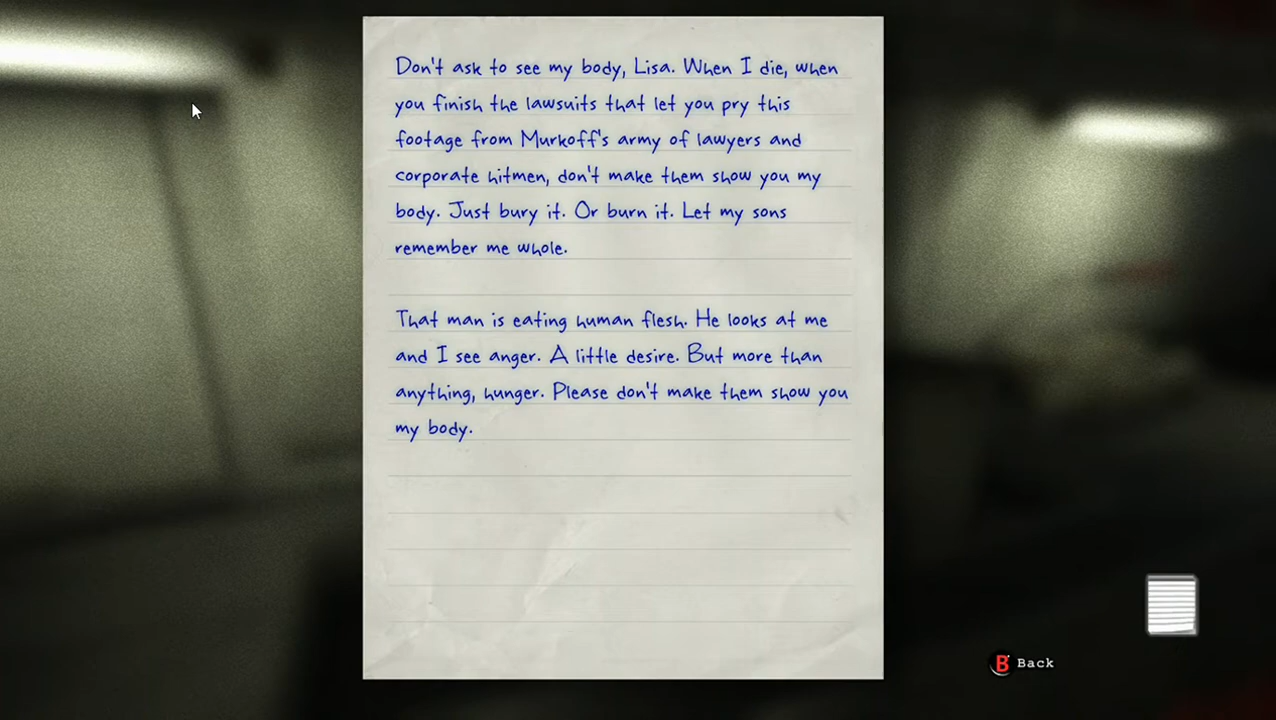 Don't ask to see my body, Lisa. When I die, when
you finish the lawsuits that let you pry this
footage from Murkoff's army of lawyers and
corporate hitmen, don't make them show you my
body. Just bury it. Or burn it. Let my sons
remember me whole.
That man is eating human flesh. He looks at me
and I see anger. A little desire. But more than
anything, hunger. Please don't make them show you
my body.
B Back